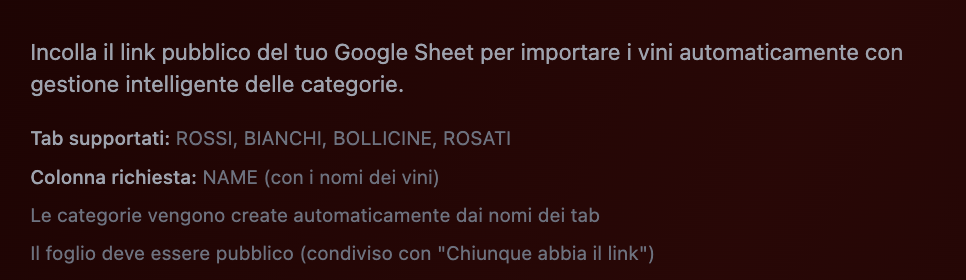 Incolla il link pubblico del tuo Google Sheet per importare i vini automaticamente con
gestione intelligente delle categorie.
Tab supportati: ROSSI, BIANCHI, BOLLICINE, ROSATI
Colonna richiesta: NAME (con i nomi dei vini)
Le categorie vengono create automaticamente dai nomi dei tab
Il foglio deve essere pubblico (condiviso con "Chiunque abbia il link")